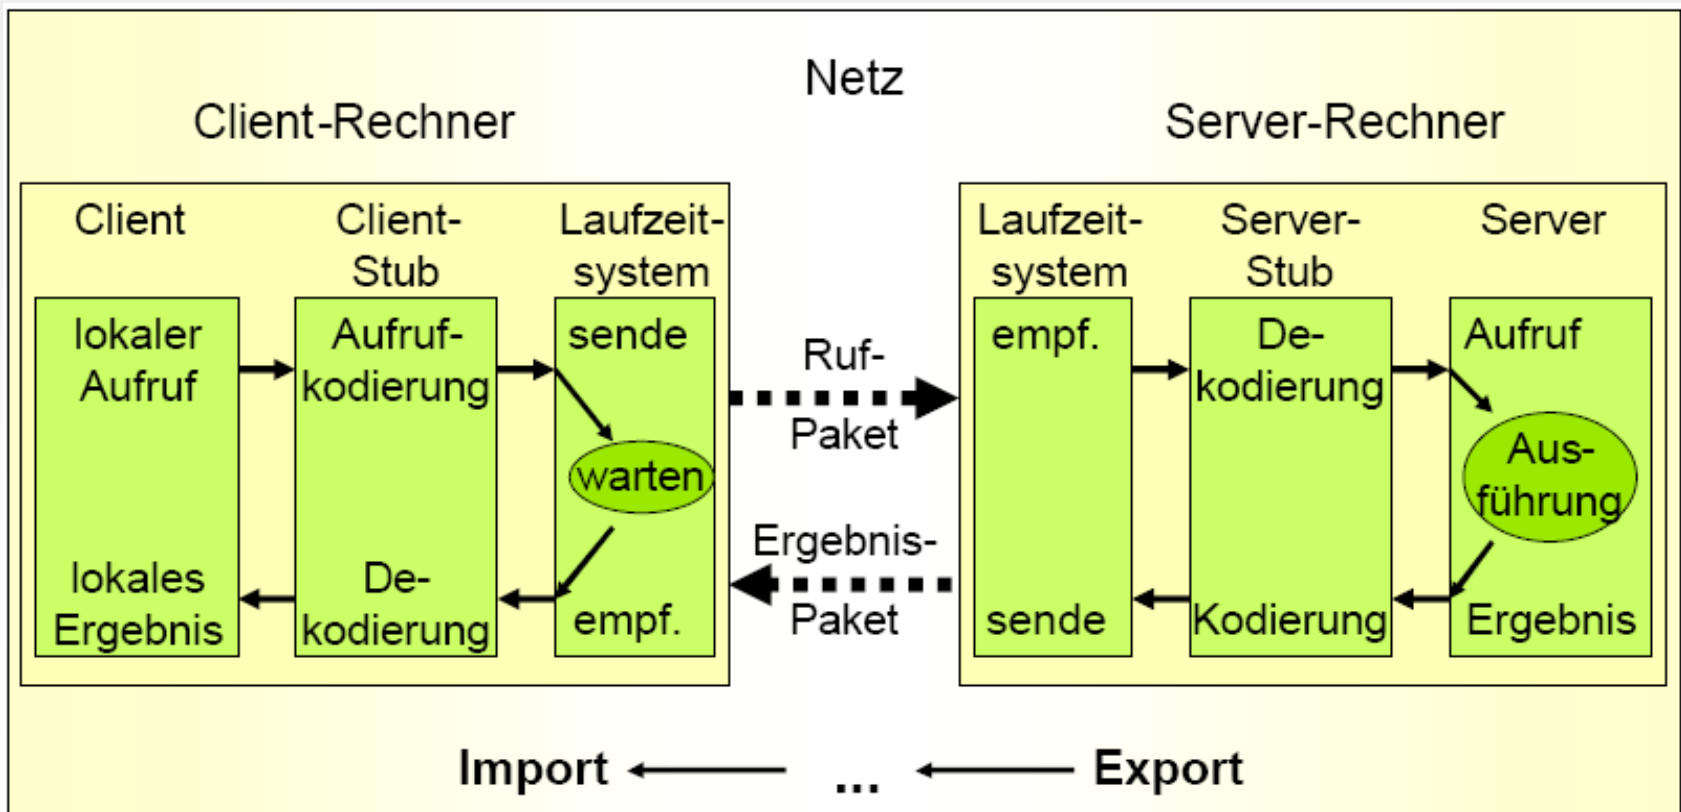 Netz
Client-Rechner
Server-Rechner
Client
Client-
Stub
Laufzeit-
system
lokaler
Aufruf
Aufruf-
kodierung
sende
warten
lokales
Ergebnis
De-
kodierung
empf.
Ruf-
Paket
Ergebnis-
Paket
Laufzeit-
system
Server-
Stub
Server
empf.
De-
kodierung
Aufruf
Aus-
führung
sende
Kodierung
Ergebnis
Import
...
Export